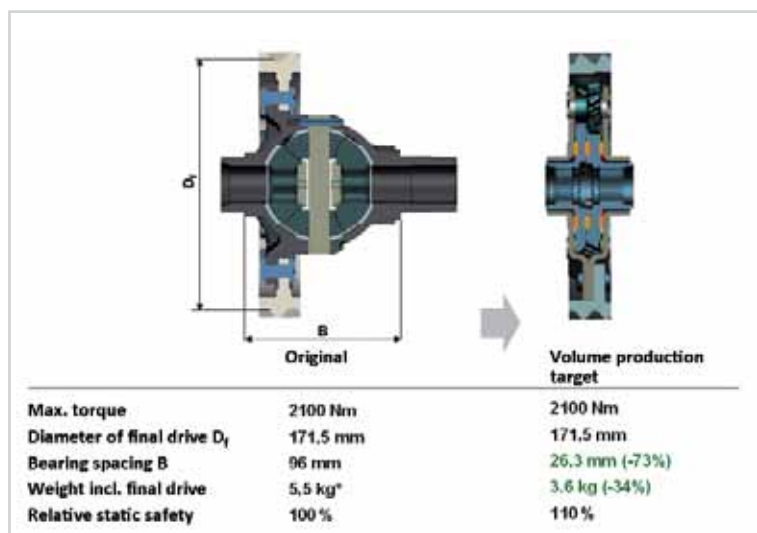 D_f
B
Original
Volume production
target
Max. torque 2100 Nm 2100 Nm
Diameter of final drive D_f 171.5 mm 171.5 mm
Bearing spacing B 96 mm 26.3 mm (-73%)
Weight incl. final drive 5,5 kg* 3.6 kg (-34%)
Relative static safety 100 % 110 %